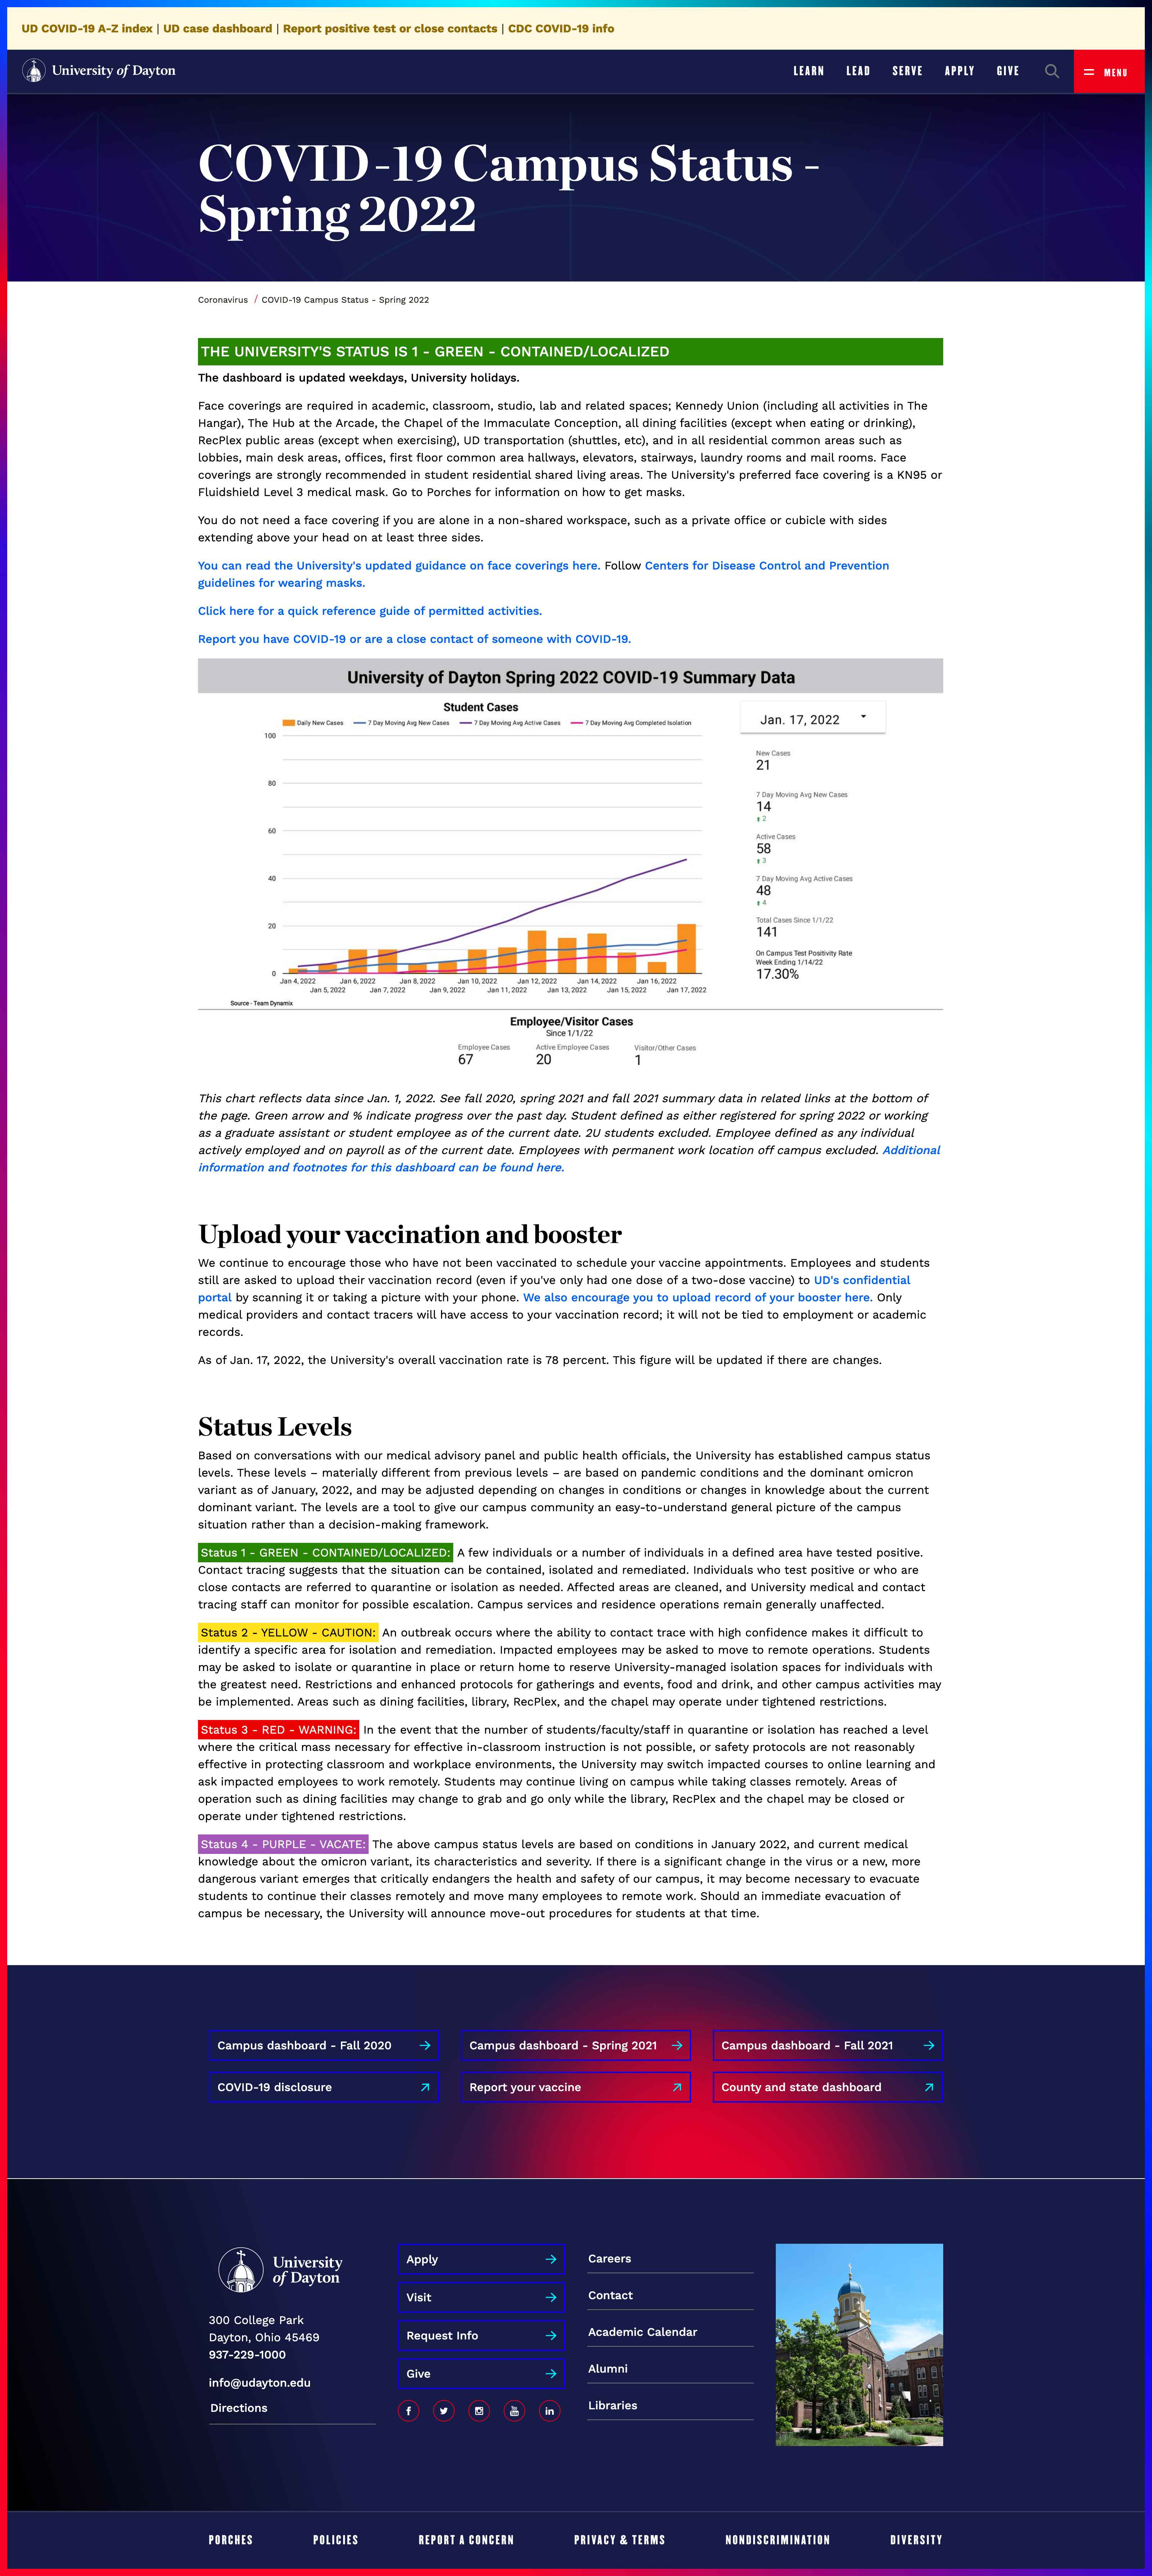 UD COVID-19 A-Z index | UD case dashboard | Report positive test or close contacts | CDC COVID-19 info
University of Dayton
LEARN LEAD SERVE APPLY GIVE MENU
COVID-19 Campus Status -
Spring 2022
Coronavirus / COVID-19 Campus Status - Spring 2022
THE UNIVERSITY'S STATUS IS 1 - GREEN - CONTAINED/LOCALIZED
The dashboard is updated weekdays, University holidays.
Face coverings are required in academic, classroom, studio, lab and related spaces; Kennedy Union (including all activities in The
Hangar), The Hub at the Arcade, the Chapel of the Immaculate Conception, all dining facilities (except when eating or drinking),
RecPlex public areas (except when exercising), UD transportation (shuttles, etc), and in all residential common areas such as
lobbies, main desk areas, offices, first floor common area hallways, elevators, stairways, laundry rooms and mail rooms. Face
coverings are strongly recommended in student residential shared living areas. The University's preferred face covering is a KN95 or
Fluidshield Level 3 medical mask. Go to Porches for information on how to get masks.
You do not need a face covering if you are alone in a non-shared workspace, such as a private office or cubicle with sides
extending above your head on at least three sides.
You can read the University's updated guidance on face coverings here. Follow Centers for Disease Control and Prevention
guidelines for wearing masks.
Click here for a quick reference guide of permitted activities.
Report you have COVID-19 or are a close contact of someone with COVID-19.
University of Dayton Spring 2022 COVID-19 Summary Data
Student Cases
Daily New Cases 7 Day Moving Avg New Cases 7 Day Moving Avg Active Cases 7 Day Moving Avg Completed Isolation
100
80
60
40
20
0
Jan 4, 2022 Jan 6, 2022 Jan 8, 2022 Jan 10, 2022 Jan 12, 2022 Jan 14, 2022 Jan 16, 2022
Jan 5, 2022 Jan 7, 2022 Jan 9, 2022 Jan 11, 2022 Jan 13, 2022 Jan 15, 2022 Jan 17, 2022
Source - Team Dynamix
Jan. 17, 2022
New Cases
21
7 Day Moving Avg New Cases
14
2
Active Cases
58
3
7 Day Moving Avg Active Cases
48
4
Total Cases Since 1/1/22
141
On Campus Test Positivity Rate
Week Ending 1/14/22
17.30%
Employee/Visitor Cases
Since 1/1/22
Employee Cases Active Employee Cases Visitor/Other Cases
67 20 1
This chart reflects data since Jan. 1, 2022. See fall 2020, spring 2021 and fall 2021 summary data in related links at the bottom of
the page. Green arrow and % indicate progress over the past day. Student defined as either registered for spring 2022 or working
as a graduate assistant or student employee as of the current date. 2U students excluded. Employee defined as any individual
actively employed and on payroll as of the current date. Employees with permanent work location off campus excluded. Additional
information and footnotes for this dashboard can be found here.
Upload your vaccination and booster
We continue to encourage those who have not been vaccinated to schedule your vaccine appointments. Employees and students
still are asked to upload their vaccination record (even if you've only had one dose of a two-dose vaccine) to UD's confidential
portal by scanning it or taking a picture with your phone. We also encourage you to upload record of your booster here. Only
medical providers and contact tracers will have access to your vaccination record; it will not be tied to employment or academic
records.
As of Jan. 17, 2022, the University's overall vaccination rate is 78 percent. This figure will be updated if there are changes.
Status Levels
Based on conversations with our medical advisory panel and public health officials, the University has established campus status
levels. These levels – materially different from previous levels – are based on pandemic conditions and the dominant omicron
variant as of January, 2022, and may be adjusted depending on changes in conditions or changes in knowledge about the current
dominant variant. The levels are a tool to give our campus community an easy-to-understand general picture of the campus
situation rather than a decision-making framework.
Status 1 - GREEN - CONTAINED/LOCALIZED: A few individuals or a number of individuals in a defined area have tested positive.
Contact tracing suggests that the situation can be contained, isolated and remediated. Individuals who test positive or who are
close contacts are referred to quarantine or isolation as needed. Affected areas are cleaned, and University medical and contact
tracing staff can monitor for possible escalation. Campus services and residence operations remain generally unaffected.
Status 2 - YELLOW - CAUTION: An outbreak occurs where the ability to contact trace with high confidence makes it difficult to
identify a specific area for isolation and remediation. Impacted employees may be asked to move to remote operations. Students
may be asked to isolate or quarantine in place or return home to reserve University-managed isolation spaces for individuals with
the greatest need. Restrictions and enhanced protocols for gatherings and events, food and drink, and other campus activities may
be implemented. Areas such as dining facilities, library, RecPlex, and the chapel may operate under tightened restrictions.
Status 3 - RED - WARNING: In the event that the number of students/faculty/staff in quarantine or isolation has reached a level
where the critical mass necessary for effective in-classroom instruction is not possible, or safety protocols are not reasonably
effective in protecting classroom and workplace environments, the University may switch impacted courses to online learning and
ask impacted employees to work remotely. Students may continue living on campus while taking classes remotely. Areas of
operation such as dining facilities may change to grab and go only while the library, RecPlex and the chapel may be closed or
operate under tightened restrictions.
Status 4 - PURPLE - VACATE: The above campus status levels are based on conditions in January 2022, and current medical
knowledge about the omicron variant, its characteristics and severity. If there is a significant change in the virus or a new, more
dangerous variant emerges that critically endangers the health and safety of our campus, it may become necessary to evacuate
students to continue their classes remotely and move many employees to remote work. Should an immediate evacuation of
campus be necessary, the University will announce move-out procedures for students at that time.
Campus dashboard - Fall 2020 Campus dashboard - Spring 2021 Campus dashboard - Fall 2021
COVID-19 disclosure Report your vaccine County and state dashboard
University
of Dayton
300 College Park
Dayton, Ohio 45469
937-229-1000
info@udayton.edu
Directions
Apply
Visit
Request Info
Give
Careers
Contact
Academic Calendar
Alumni
Libraries
PORCHES POLICIES REPORT A CONCERN PRIVACY & TERMS NONDISCRIMINATION DIVERSITY